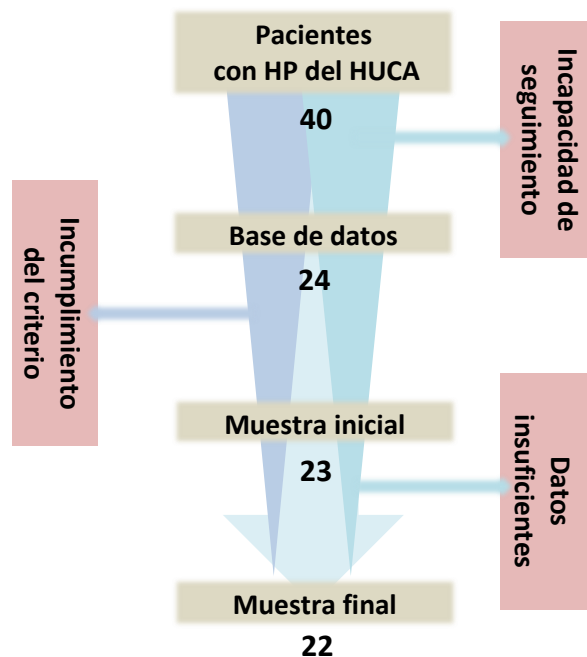 Pacientes
con HP del HUCA
40
Incapacidad de
seguimiento
Base de datos
24
Incumplimiento
del criterio
Muestra inicial
23
Datos
insuficientes
Muestra final
22